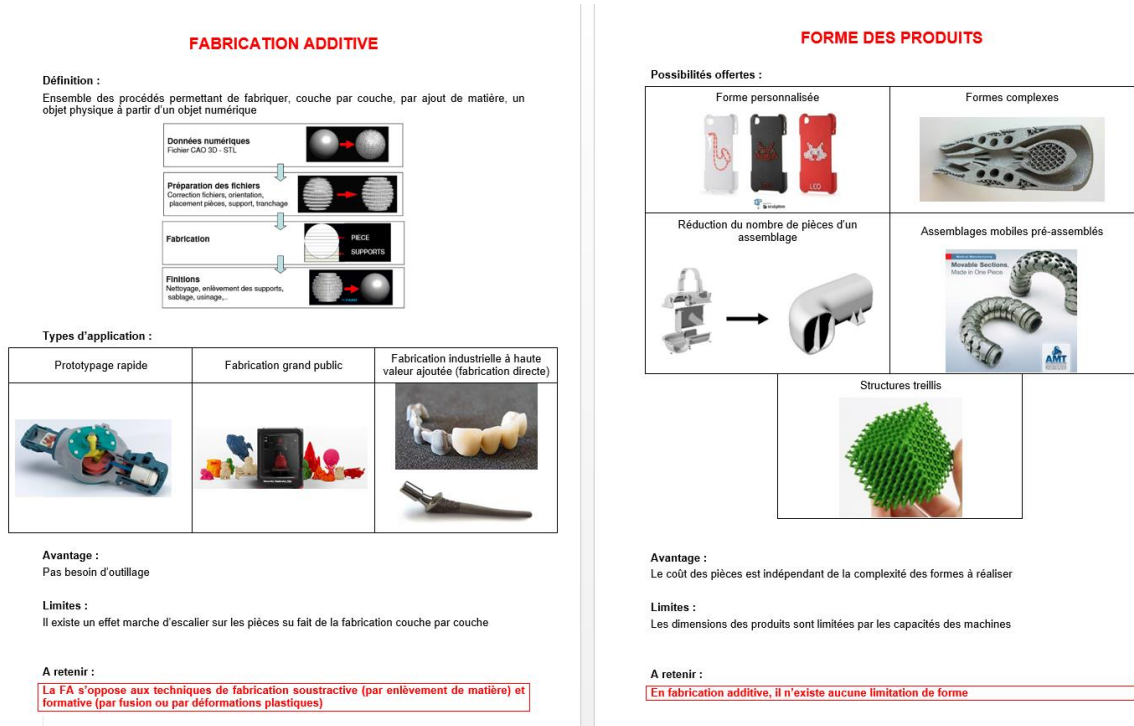 FABRICATION ADDITIVE
Définition :
Ensemble des procédés permettant de fabriquer, couche par couche, par ajout de matière, un
objet physique à partir d'un objet numérique
Données numériques
Fichier CAO 3D - STL
Préparation des fichiers
Correction fichiers, orientation,
placement pièces, support, tranchage
Fabrication
PIECE
SUPPORTS
Finitions
Nettoyage, enlèvement des supports,
sablage, usinage,..
Types d'application :
Prototypage rapide
Fabrication grand public
Fabrication industrielle à haute
valeur ajoutée (fabrication directe)
Avantage :
Pas besoin d'outillage
Limites :
Il existe un effet marche d'escalier sur les pièces su fait de la fabrication couche par couche
A retenir :
La FA s'oppose aux techniques de fabrication soustractive (par enlèvement de matière) et
formative (par fusion ou par déformations plastiques)
FORME DES PRODUITS
Possibilités offertes :
Forme personnalisée
Formes complexes
LEO
sculpteo
Réduction du nombre de pièces d'un
assemblage
Assemblages mobiles pré-assemblés
Movable Sections,
Made in One Piece
AMT
Structures treillis
Avantage :
Le coût des pièces est indépendant de la complexité des formes à réaliser
Limites :
Les dimensions des produits sont limitées par les capacités des machines
A retenir :
En fabrication additive, il n'existe aucune limitation de forme